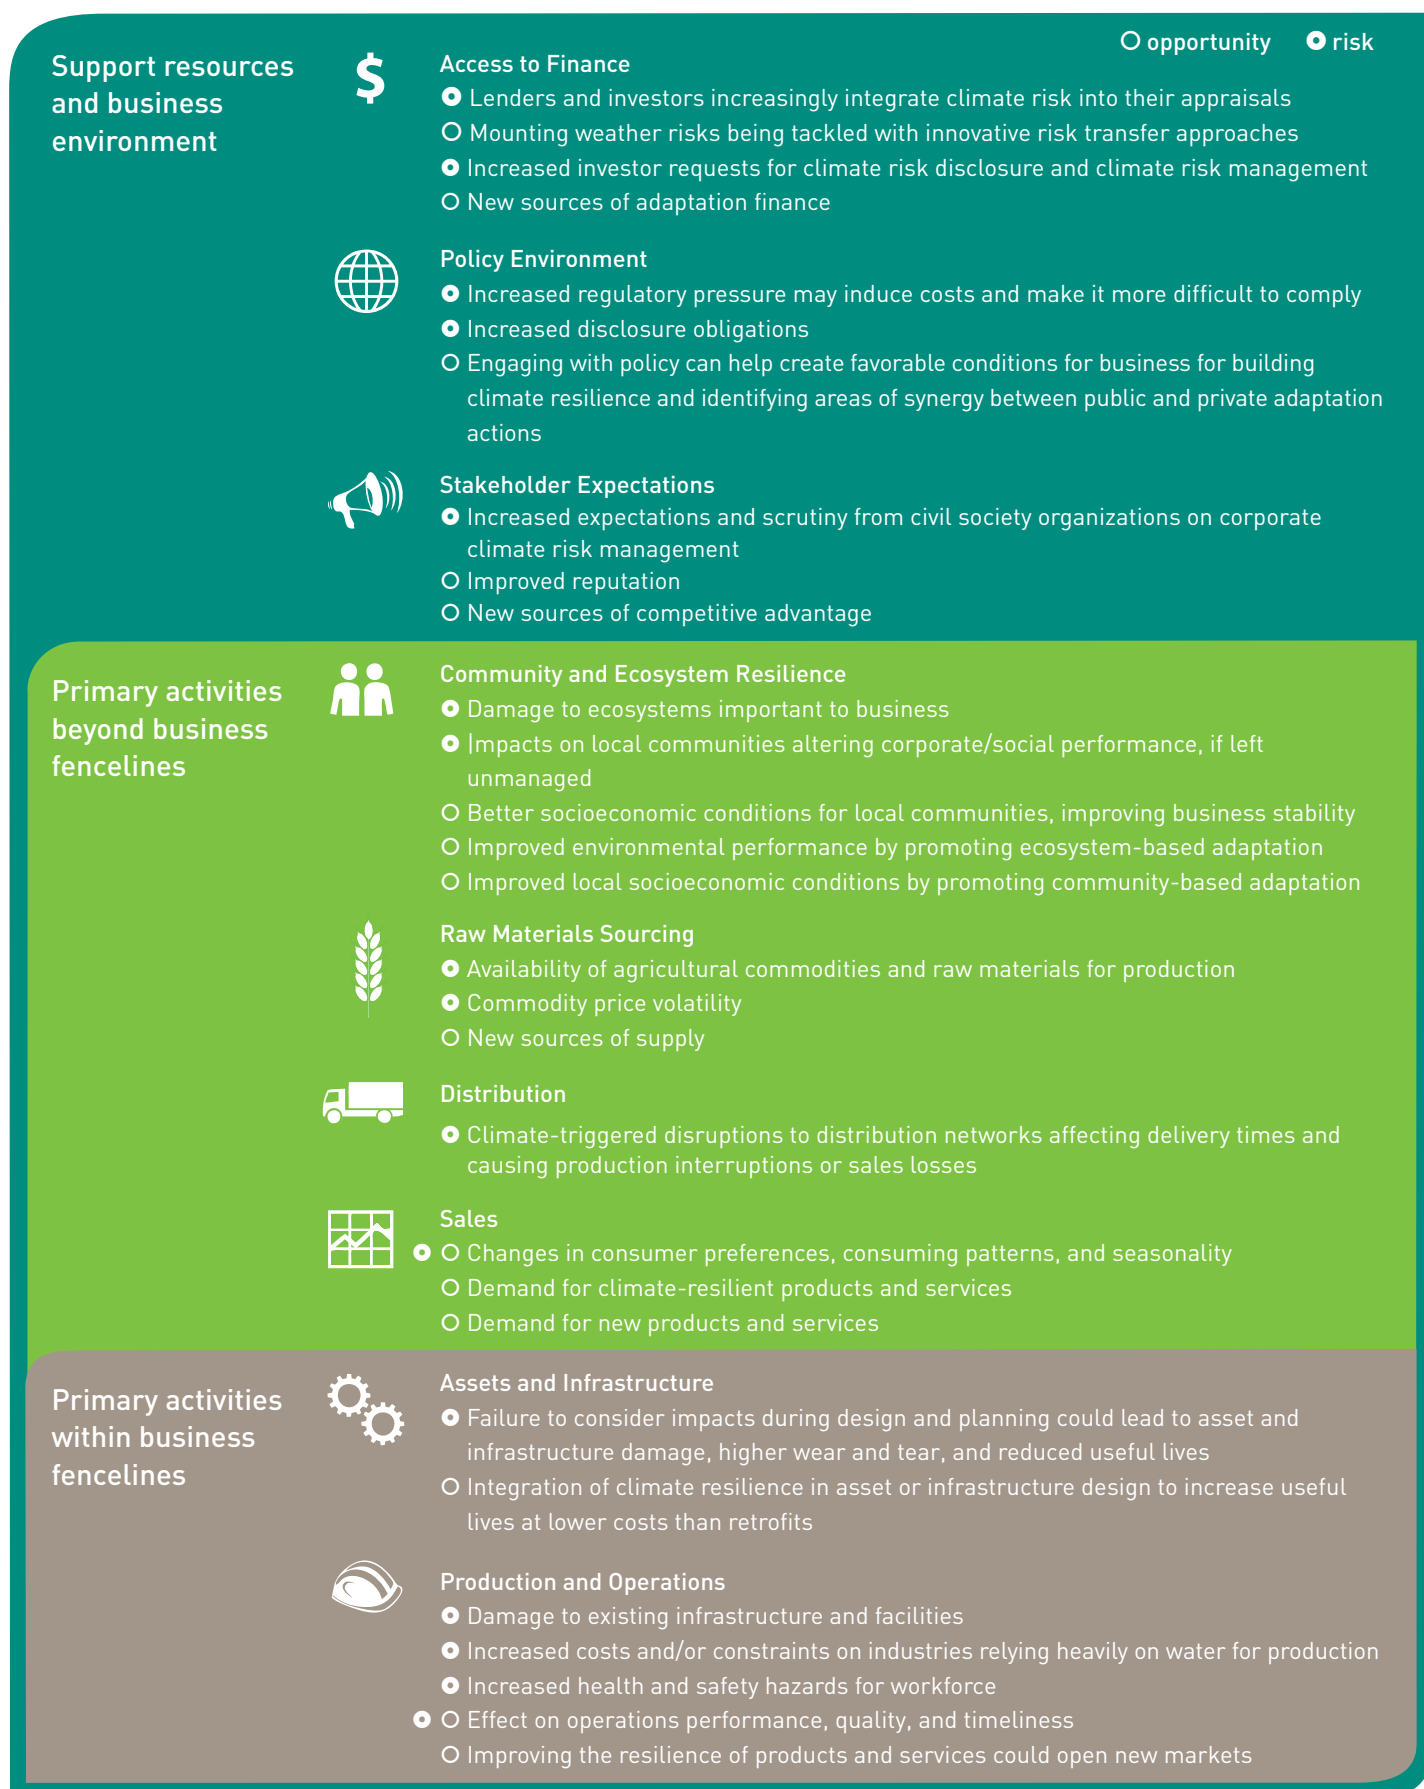 opportunity risk
Support resources
and business
environment
Access to Finance
Lenders and investors increasingly integrate climate risk into their appraisals
Mounting weather risks being tackled with innovative risk transfer approaches
Increased investor requests for climate risk disclosure and climate risk management
New sources of adaptation finance
Policy Environment
Increased regulatory pressure may induce costs and make it more difficult to comply
Increased disclosure obligations
Engaging with policy can help create favorable conditions for business for building
climate resilience and identifying areas of synergy between public and private adaptation
actions
Stakeholder Expectations
Increased expectations and scrutiny from civil society organizations on corporate
climate risk management
Improved reputation
New sources of competitive advantage
Primary activities
beyond business
fencelines
Community and Ecosystem Resilience
Damage to ecosystems important to business
Impacts on local communities altering corporate/social performance, if left
unmanaged
Better socioeconomic conditions for local communities, improving business stability
Improved environmental performance by promoting ecosystem-based adaptation
Improved local socioeconomic conditions by promoting community-based adaptation
Raw Materials Sourcing
Availability of agricultural commodities and raw materials for production
Commodity price volatility
New sources of supply
Distribution
Climate-triggered disruptions to distribution networks affecting delivery times and
causing production interruptions or sales losses
Sales
Changes in consumer preferences, consuming patterns, and seasonality
Demand for climate-resilient products and services
Demand for new products and services
Primary activities
within business
fencelines
Assets and Infrastructure
Failure to consider impacts during design and planning could lead to asset and
infrastructure damage, higher wear and tear, and reduced useful lives
Integration of climate resilience in asset or infrastructure design to increase useful
lives at lower costs than retrofits
Production and Operations
Damage to existing infrastructure and facilities
Increased costs and/or constraints on industries relying heavily on water for production
Increased health and safety hazards for workforce
Effect on operations performance, quality, and timeliness
Improving the resilience of products and services could open new markets